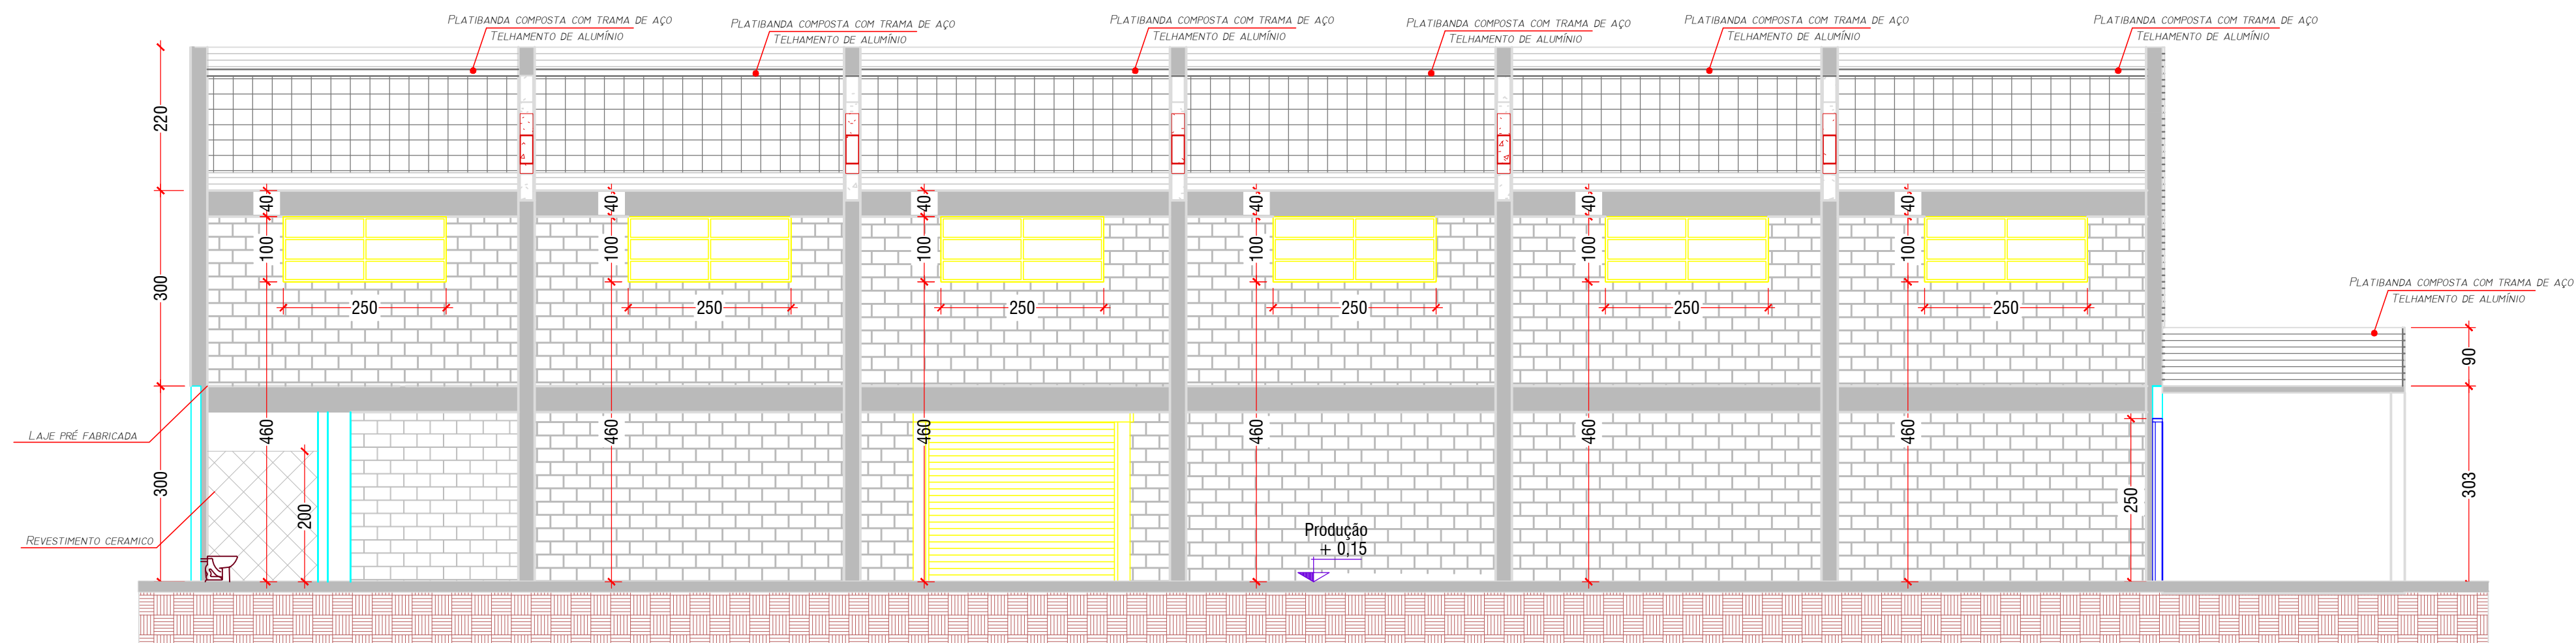 PLATIBANDA COMPOSTA COM TRAMA DE AÇO
TELHAMENTO DE ALUMÍNIO
PLATIBANDA COMPOSTA COM TRAMA DE AÇO
TELHAMENTO DE ALUMÍNIO
PLATIBANDA COMPOSTA COM TRAMA DE AÇO
TELHAMENTO DE ALUMÍNIO
PLATIBANDA COMPOSTA COM TRAMA DE AÇO
TELHAMENTO DE ALUMÍNIO
PLATIBANDA COMPOSTA COM TRAMA DE AÇO
TELHAMENTO DE ALUMÍNIO
PLATIBANDA COMPOSTA COM TRAMA DE AÇO
TELHAMENTO DE ALUMÍNIO
220
40
40
40
40
40
40
100
100
100
100
100
100
300
250
250
250
250
250
250
PLATIBANDA COMPOSTA COM TRAMA DE AÇO
TELHAMENTO DE ALUMÍNIO
90
LAJE PRÉ FABRICADA
460
460
460
460
460
460
300
200
250
303
REVESTIMENTO CERAMICO
Produção
+ 0,15